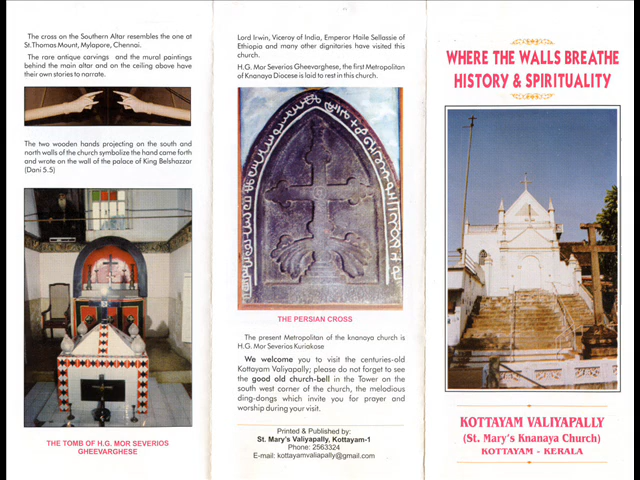 The cross on the Southern Altar resembles the one at
St.Thomas Mount, Mylapore, Chennai.
The rare antique carvings and the mural paintings
behind the main altar and on the ceiling above have
their own stories to narrate.
The two wooden hands projecting on the south and
north walls of the church symbolize the hand came forth
and wrote on the wall of the palace of King Belshazzar
(Dani 5.5)
THE TOMB OF H.G. MOR SEVERIOS
GHEEVARGHESE
Lord Irwin, Viceroy of India, Emperor Haile Sellassie of
Ethiopia and many other dignitaries have visited this
church.
H.G. Mor Severios Gheevarghese, the first Metropolitan
of Knanaya Diocese is laid to rest in this church.
THE PERSIAN CROSS
The present Metropolitan of the knanaya church is
H.G. Mor Severios Kuriakose
We welcome you to visit the centuries-old
Kottayam Valiyapally; please do not forget to see
the good old church-bell in the Tower on the
south west corner of the church, the melodious
ding-dongs which invite you for prayer and
worship during your visit.
Printed & Published by:
St. Mary's Valiyapally, Kottayam-1
Phone: 2563324
E-mail: kottayamvaliapally@gmail.com
WHERE THE WALLS BREATHE
HISTORY & SPIRITUALITY
KOTTAYAM VALIYAPALLY
(St. Mary's Knanaya Church)
KOTTAYAM - KERALA